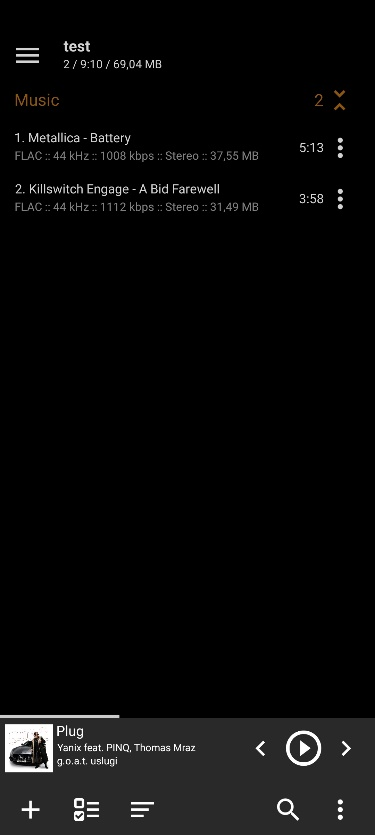 test
2 / 9:10 / 69,04 MB
Music 2
1. Metallica - Battery
5:13
FLAC :: 44 kHz :: 1008 kbps :: Stereo :: 37,55 MB
2. Killswitch Engage - A Bid Farewell
3:58
FLAC :: 44 kHz :: 1112 kbps :: Stereo :: 31,49 MB
Plug
Yanix feat. PINQ, Thomas Mraz
g.o.a.t. uslugi